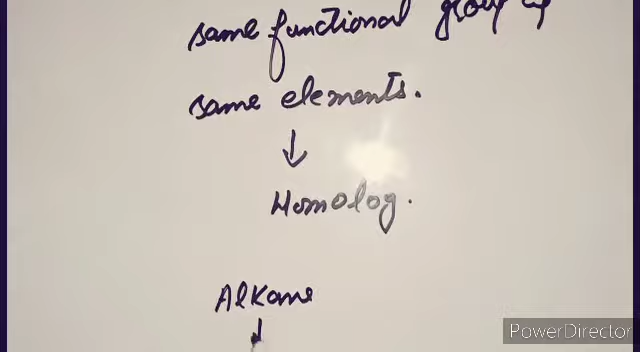 same functional group &
same elements.
↓
Homolog.
Alkane
↓
PowerDirector